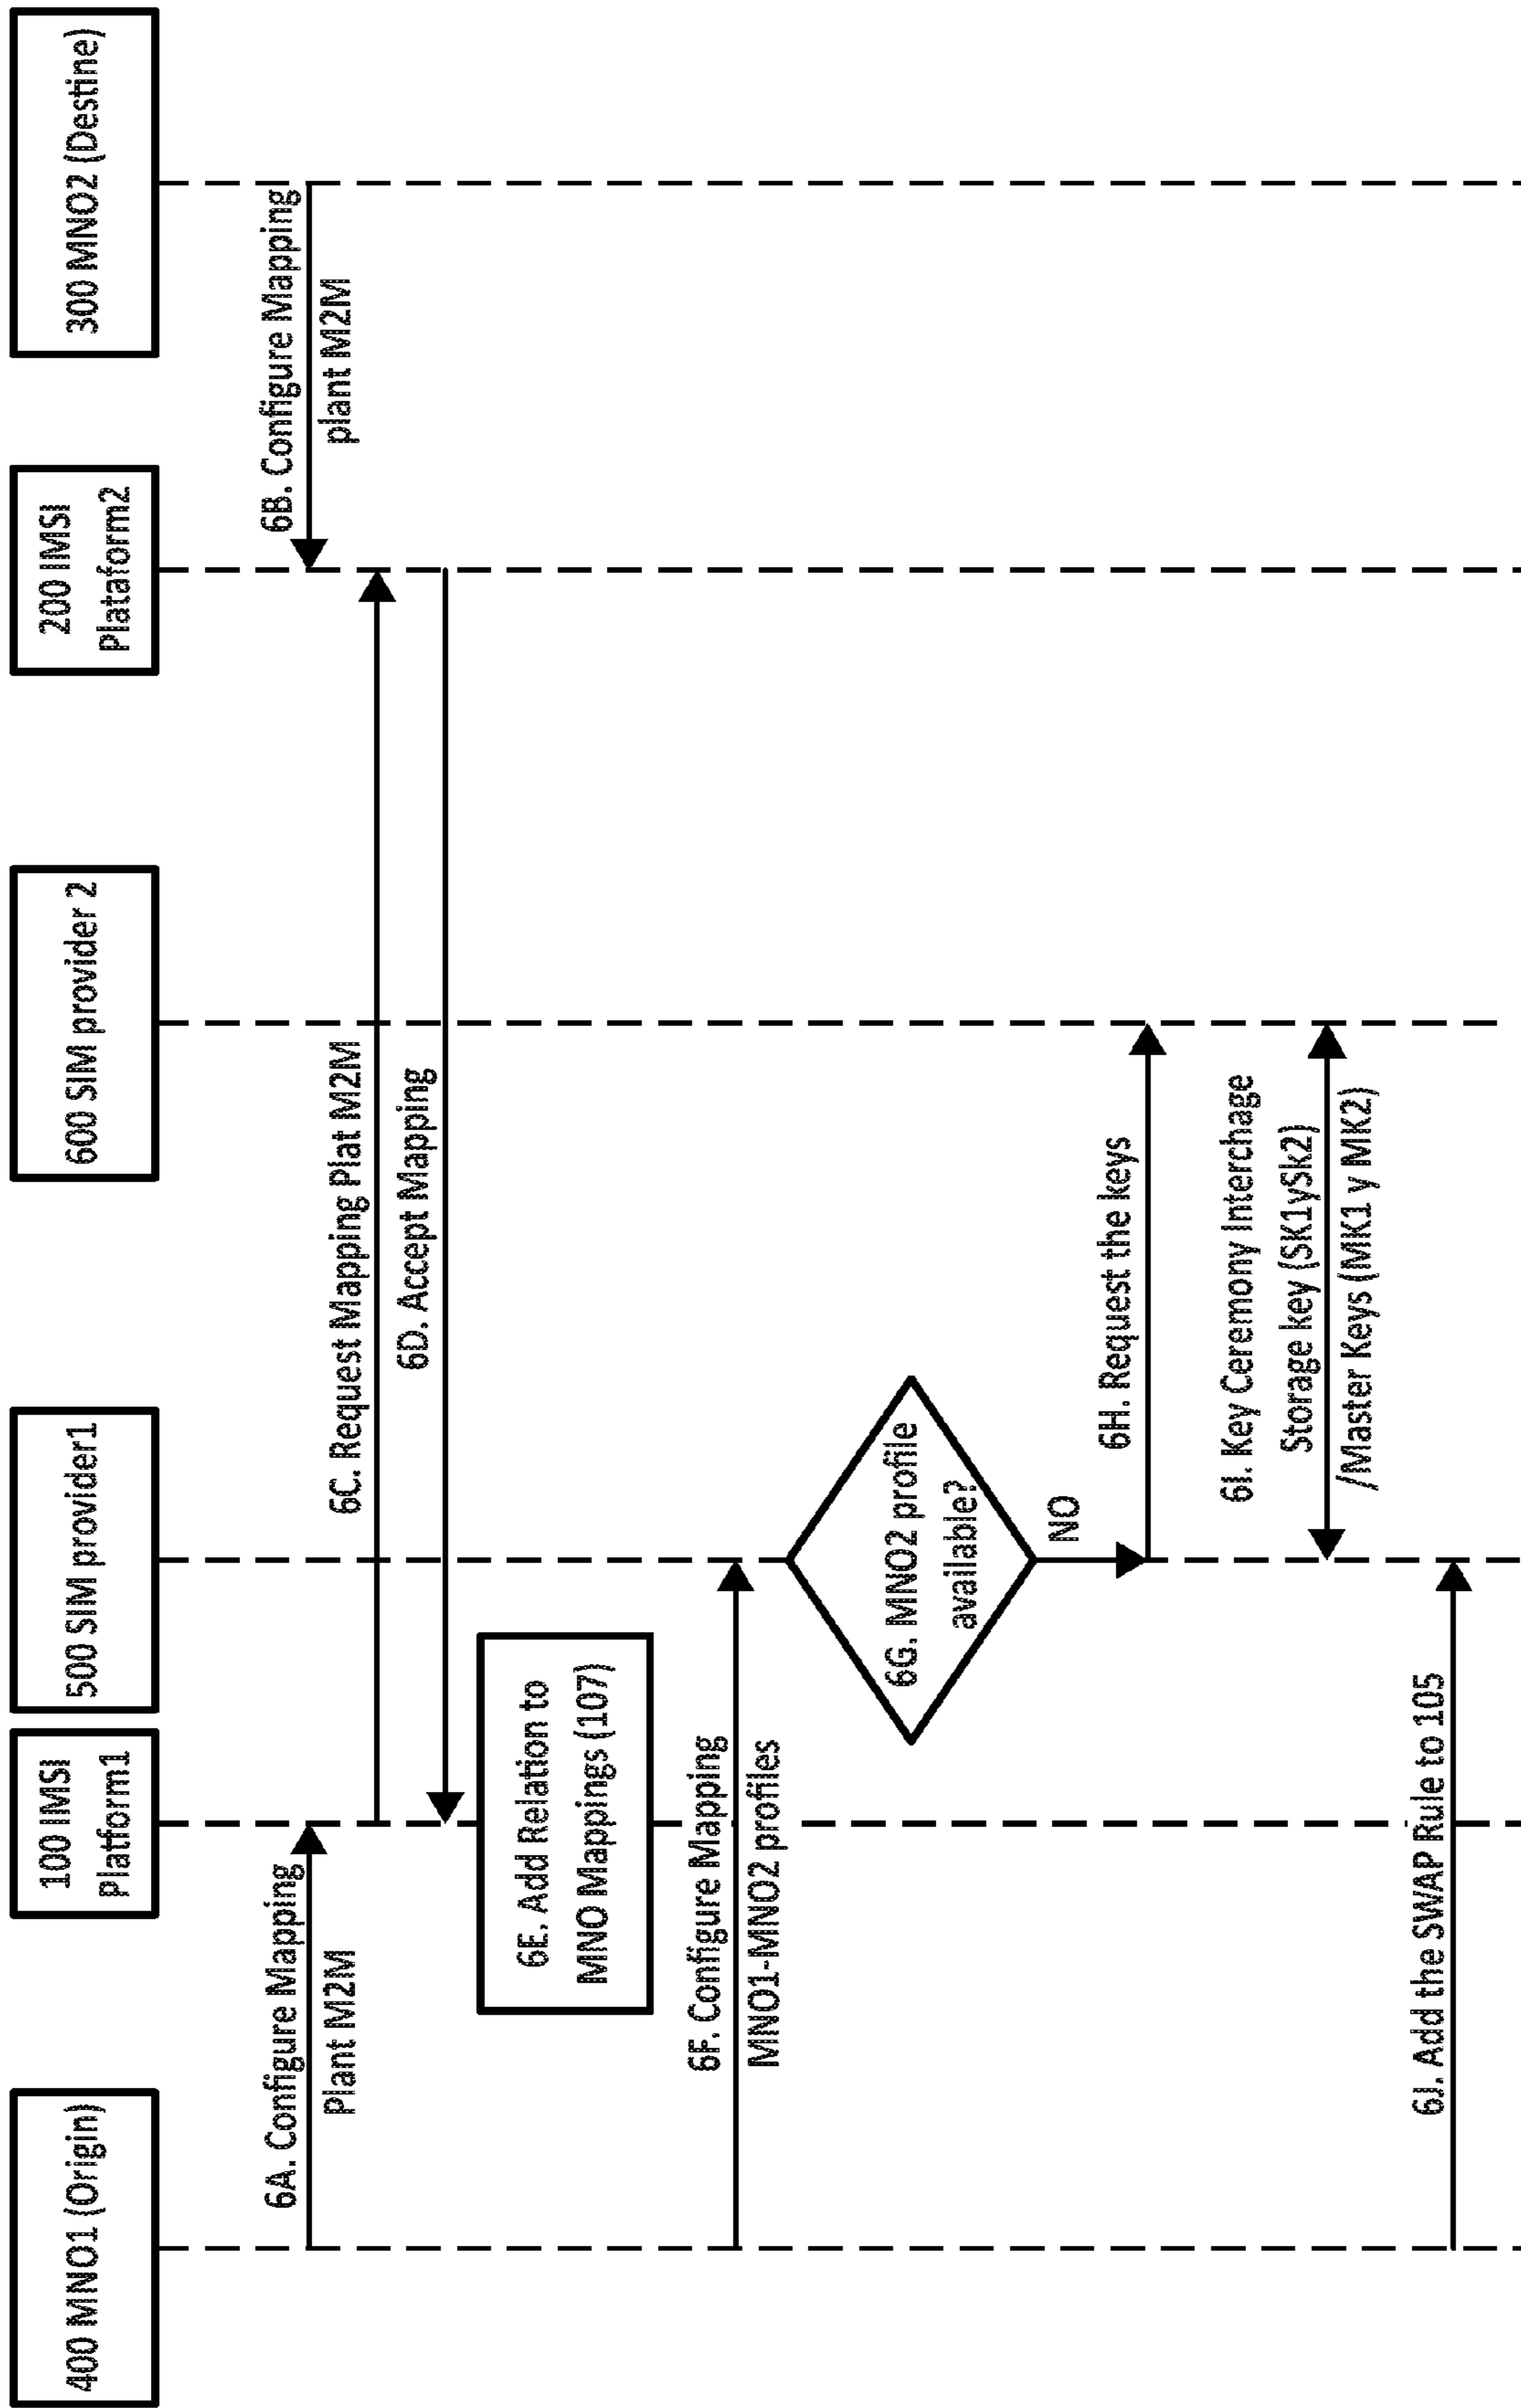 400 MNO1 (Origin)
100 IMSI
Platform1
500 SIM provider1
600 SIM provider 2
200 IMSI
Plataform2
300 MNO2 (Destine)
6A. Configure Mapping
Plant M2M
6B. Configure Mapping
plant M2M
6C. Request Mapping Plat M2M
6D. Accept Mapping
6E. Add Relation to
MNO Mappings (107)
6F. Configure Mapping
MNO1-MNO2 profiles
6G. MNO2 profile
available?
NO
6H. Request the keys
6I. Key Ceremony Interchage
Storage key (SK1ySk2)
/Master Keys (MK1 y MK2)
6J. Add the SWAP Rule to 105